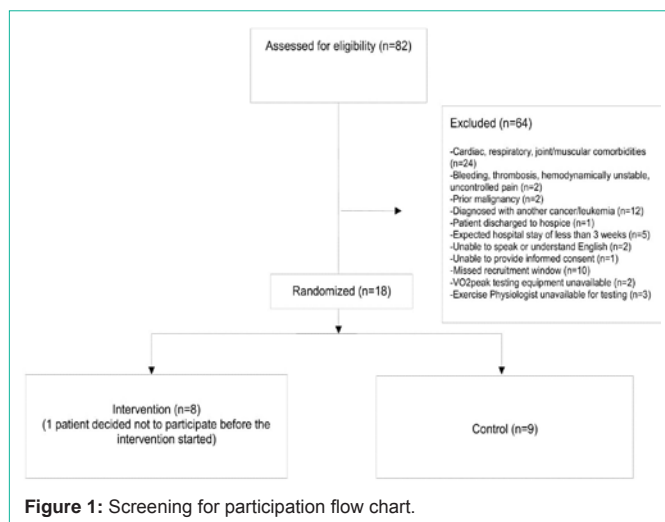 Assessed for eligibility (n=82)
Excluded (n=64)
-Cardiac, respiratory, joint/muscular comorbidities
(n=24)
-Bleeding, thrombosis, hemodynamically unstable,
uncontrolled pain (n=2)
-Prior malignancy (n=2)
-Diagnosed with another cancer/leukemia (n=12)
-Patient discharged to hospice (n=1)
-Expected hospital stay of less than 3 weeks (n=5)
-Unable to speak or understand English (n=2)
-Unable to provide informed consent (n=1)
-Missed recruitment window (n=10)
-VO2peak testing equipment unavailable (n=2)
-Exercise Physiologist unavailable for testing (n=3)
Randomized (n=18)
Intervention (n=8)
(1 patient decided not to participate before the
intervention started)
Control (n=9)
Figure 1: Screening for participation flow chart.